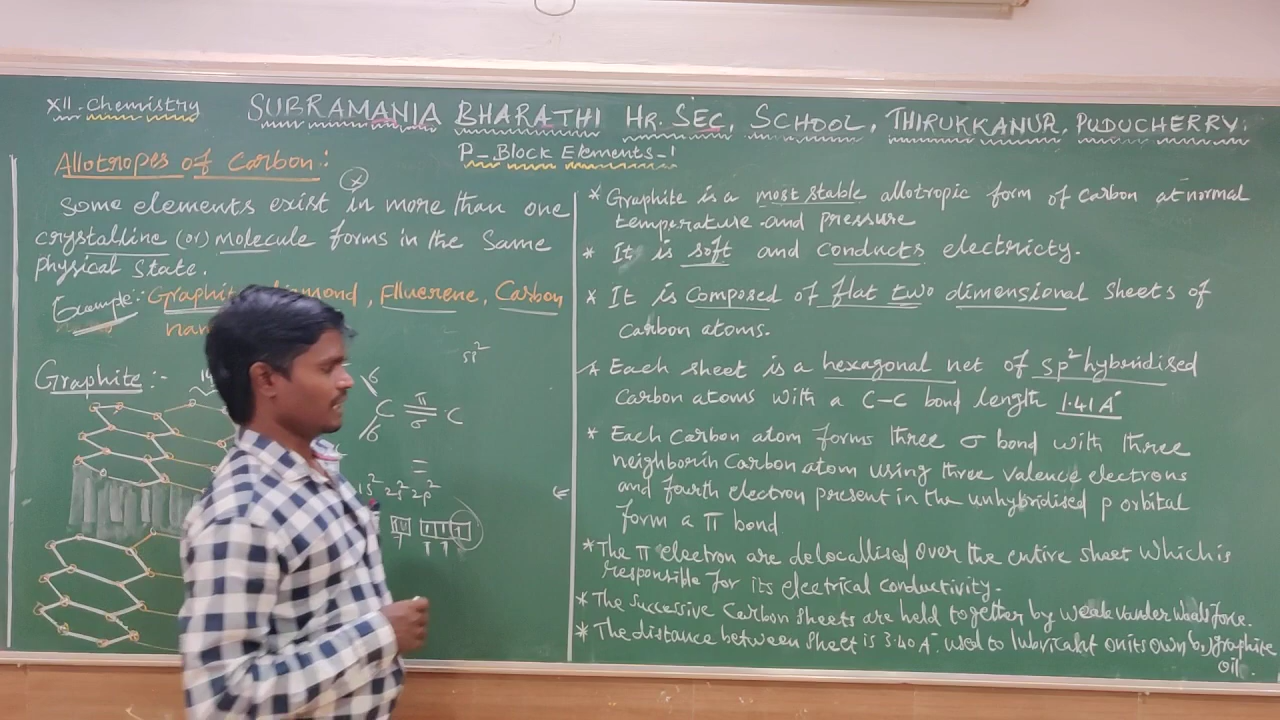 XII. Chemistry SUBRAMANIA BHARATHI HR. SEC. SCHOOL, THIRUKKANUR, PUDUCHERRY:
P-Block Elements-1
Allotropes of Carbon:
Some elements exist in more than one
crystalline (or) molecule forms in the same
physical State.
Example:- Graphite, diamond, Flluerene, Carbon
Graphite:-
sp²
C π C
6 σ
1s² 2s² 2p²
* Graphite is a most stable allotropic form of carbon at normal
temperature and pressure
* It is soft and conducts electricty.
* It is composed of flat two dimensional sheets of
carbon atoms.
* Each sheet is a hexagonal net of sp² hybridised
Carbon atoms with a C-C bond length 1.41 A°
* Each Carbon atom forms three σ bond with three
neighborin Carbon atom using three valence electrons
and fourth electron present in the unhybridised p orbital
form a π bond
* The π electron are delocallised over the entire sheet which is
responsible for its electrical conductivity.
* The successive Carbon sheets are held together by weak vander waals force.
* The distance between sheet is 3.40 A° used to lubricant on its own graphite
oil.